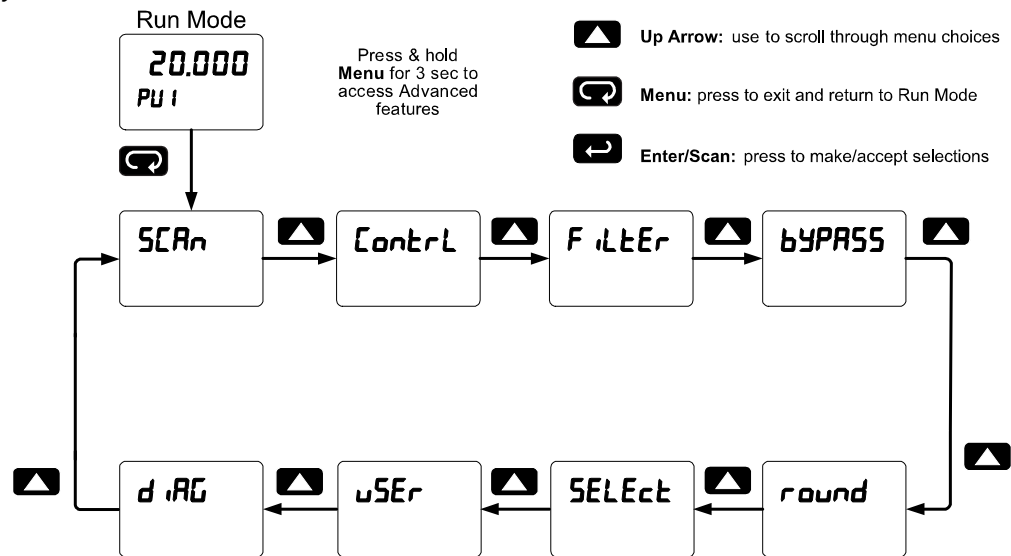 Run Mode
20.000
PV1
Press & hold
Menu for 3 sec to
access Advanced
features
Up Arrow: use to scroll through menu choices
Menu: press to exit and return to Run Mode
Enter/Scan: press to make/accept selections
SCAn
ContrL
FiLtEr
bYPASS
diAG
uSEr
SELEct
round